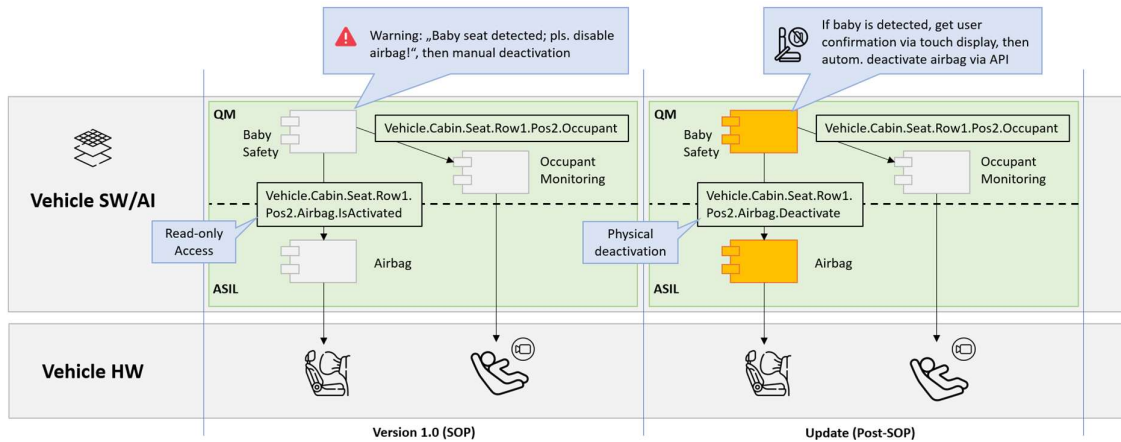 Warning: „Baby seat detected; pls. disable
airbag!“, then manual deactivation
If baby is detected, get user
confirmation via touch display, then
autom. deactivate airbag via API
Vehicle SW/AI
QM
Baby
Safety
Vehicle.Cabin.Seat.Row1.Pos2.Occupant
Occupant
Monitoring
Vehicle.Cabin.Seat.Row1.
Pos2.Airbag.IsActivated
Read-only
Access
Airbag
ASIL
QM
Baby
Safety
Vehicle.Cabin.Seat.Row1.Pos2.Occupant
Occupant
Monitoring
Vehicle.Cabin.Seat.Row1.
Pos2.Airbag.Deactivate
Physical
deactivation
Airbag
ASIL
Vehicle HW
Version 1.0 (SOP)
Update (Post-SOP)